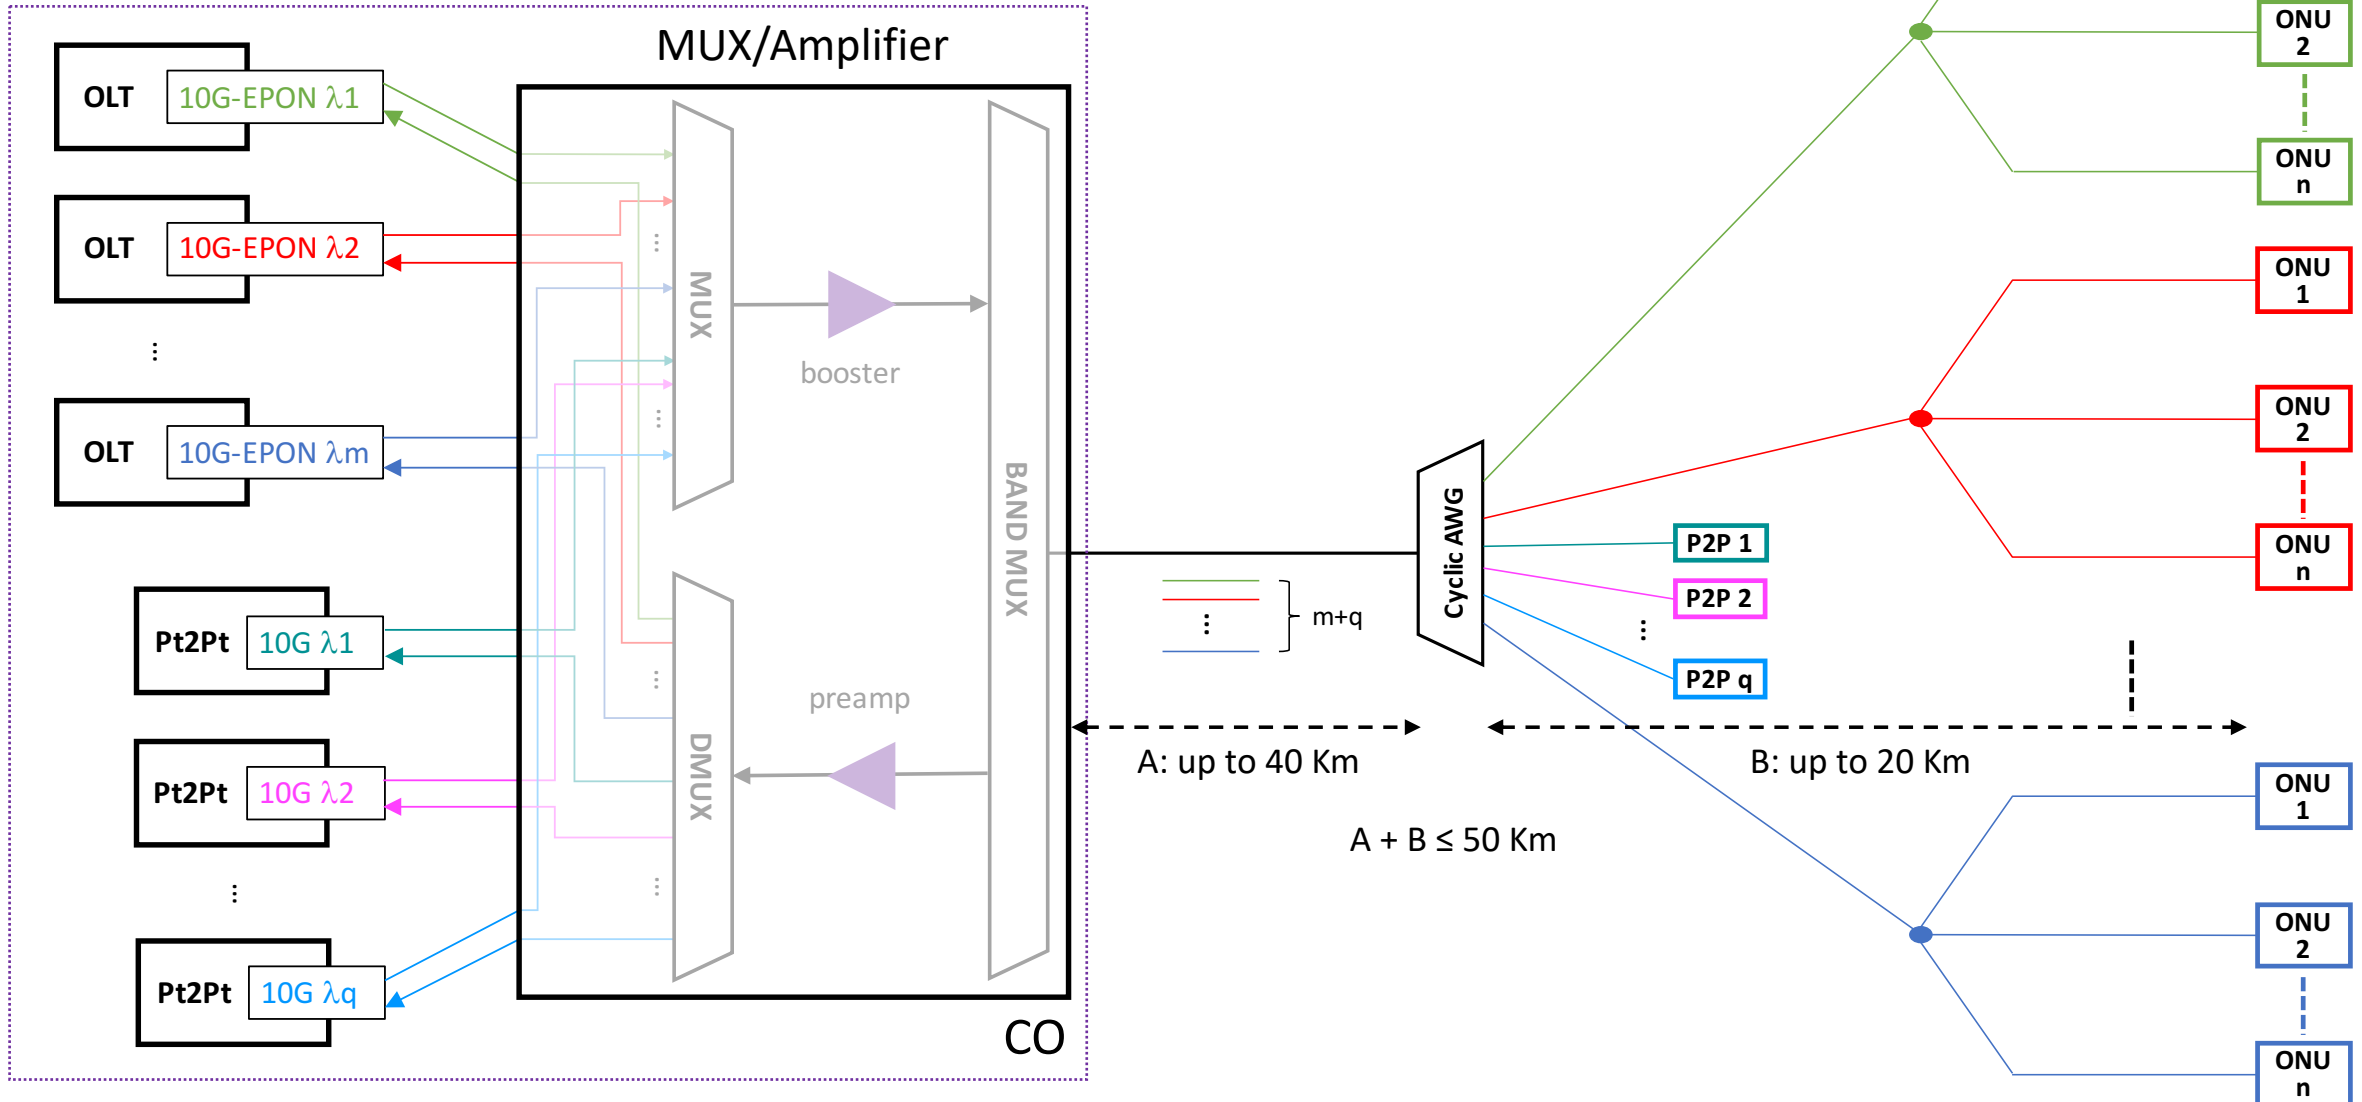 MUX/Amplifier
OLT
10G-EPON λ1
OLT
10G-EPON λ2
...
OLT
10G-EPON λm
Pt2Pt
10G λ1
Pt2Pt
10G λ2
...
Pt2Pt
10G λq
...
MUX
...
booster
BAND MUX
...
DMUX
preamp
...
CO
...
m+q
Cyclic AWG
A: up to 40 Km
B: up to 20 Km
A + B ≤ 50 Km
P2P 1
P2P 2
...
P2P q
ONU
2
ONU
n
ONU
1
ONU
2
ONU
n
ONU
1
ONU
2
ONU
n